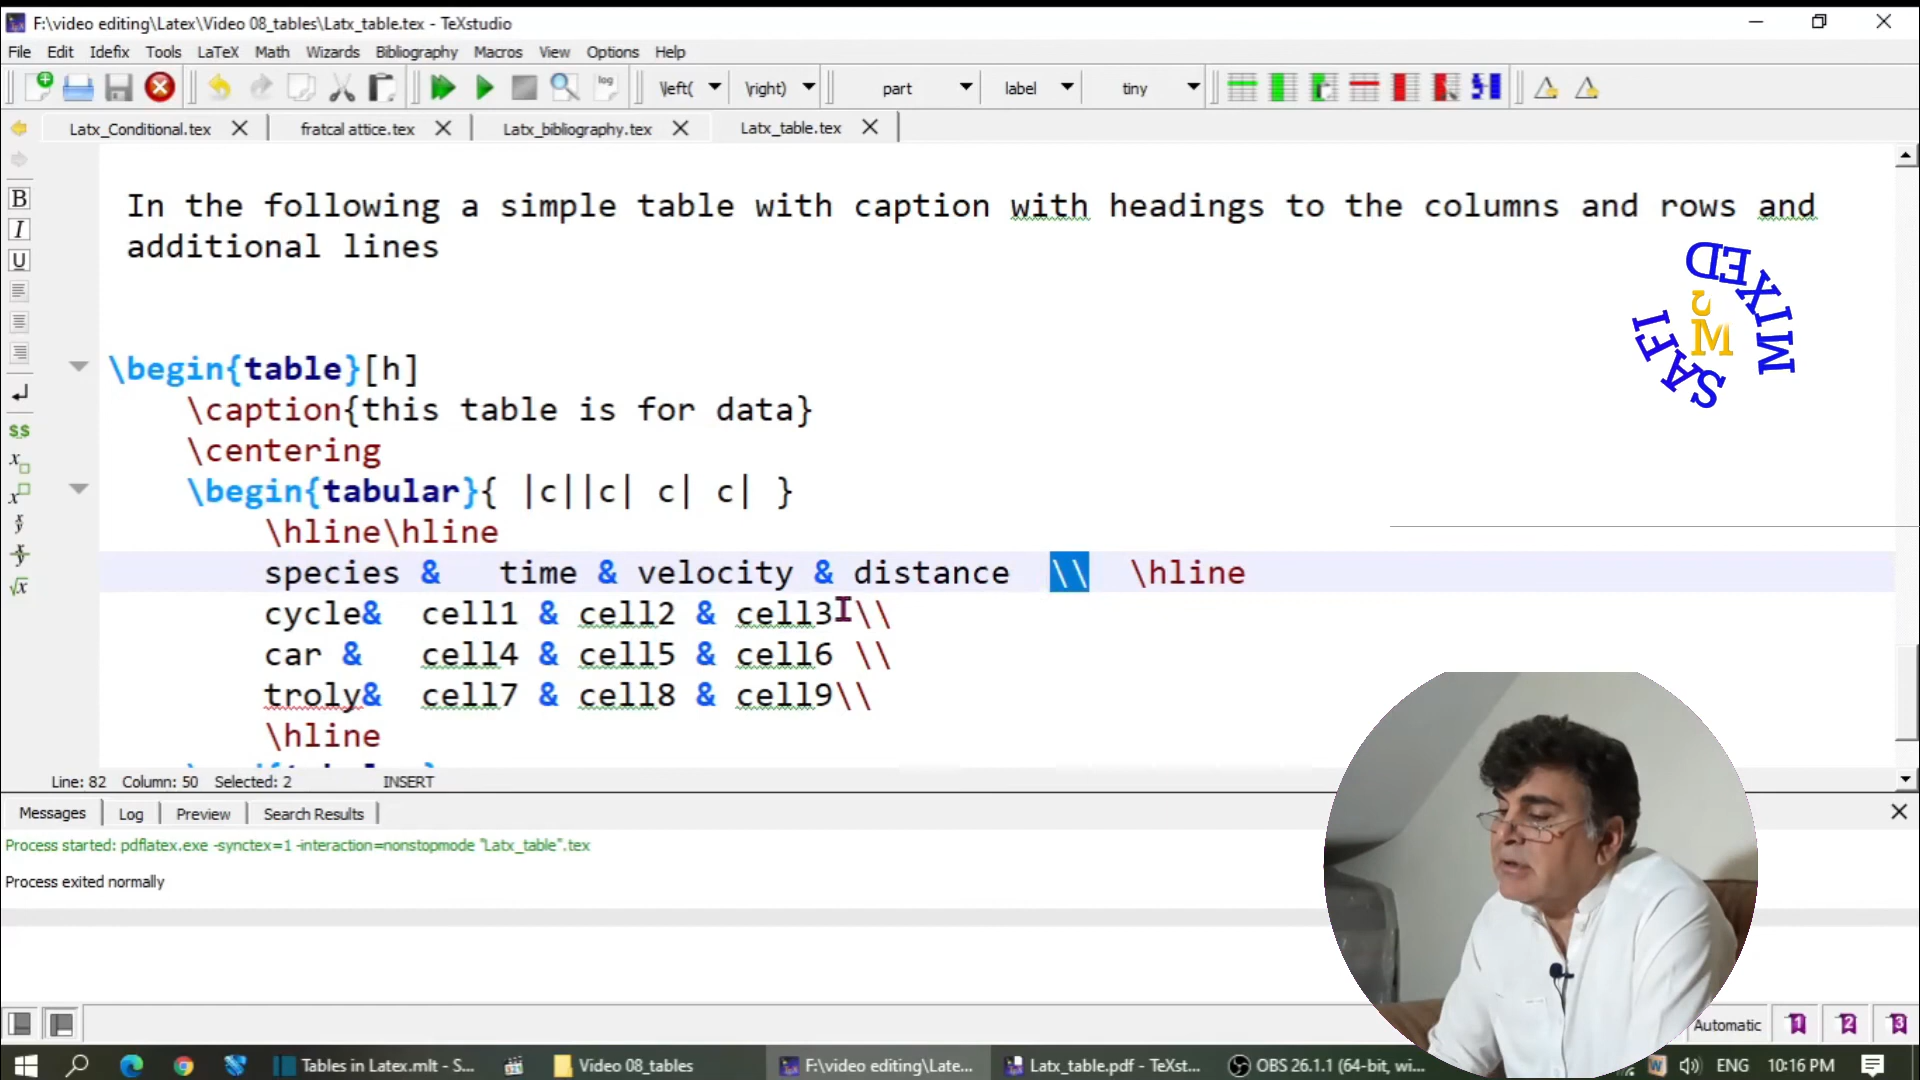 F:\video editing\Latex\Video 08_tables\Latx_table.tex - TeXstudio
File Edit Idefix Tools LaTeX Math Wizards Bibliography Macros View Options Help
log \left( \right) part label tiny
Latx_Conditional.tex fratcal attice.tex Latx_bibliography.tex Latx_table.tex
In the following a simple table with caption with headings to the columns and rows and
additional lines
\begin{table}[h]
\caption{this table is for data}
\centering
\begin{tabular}{ |c||c| c| c| }
\hline\hline
species & time & velocity & distance \\ \hline
cycle& cell1 & cell2 & cell3 \\
car & cell4 & cell5 & cell6 \\
troly& cell7 & cell8 & cell9\\
\hline
B
I
U
$$
SAFI MIXED
M
Line: 82 Column: 50 Selected: 2 INSERT
Messages Log Preview Search Results
Process started: pdflatex.exe -synctex=1 -interaction=nonstopmode "Latx_table".tex
Process exited normally
Automatic 1 2 3
Tables in Latex.mlt - S... Video 08_tables F:\video editing\Late... Latx_table.pdf - TeXst... OBS 26.1.1 (64-bit, wi... ENG 10:16 PM